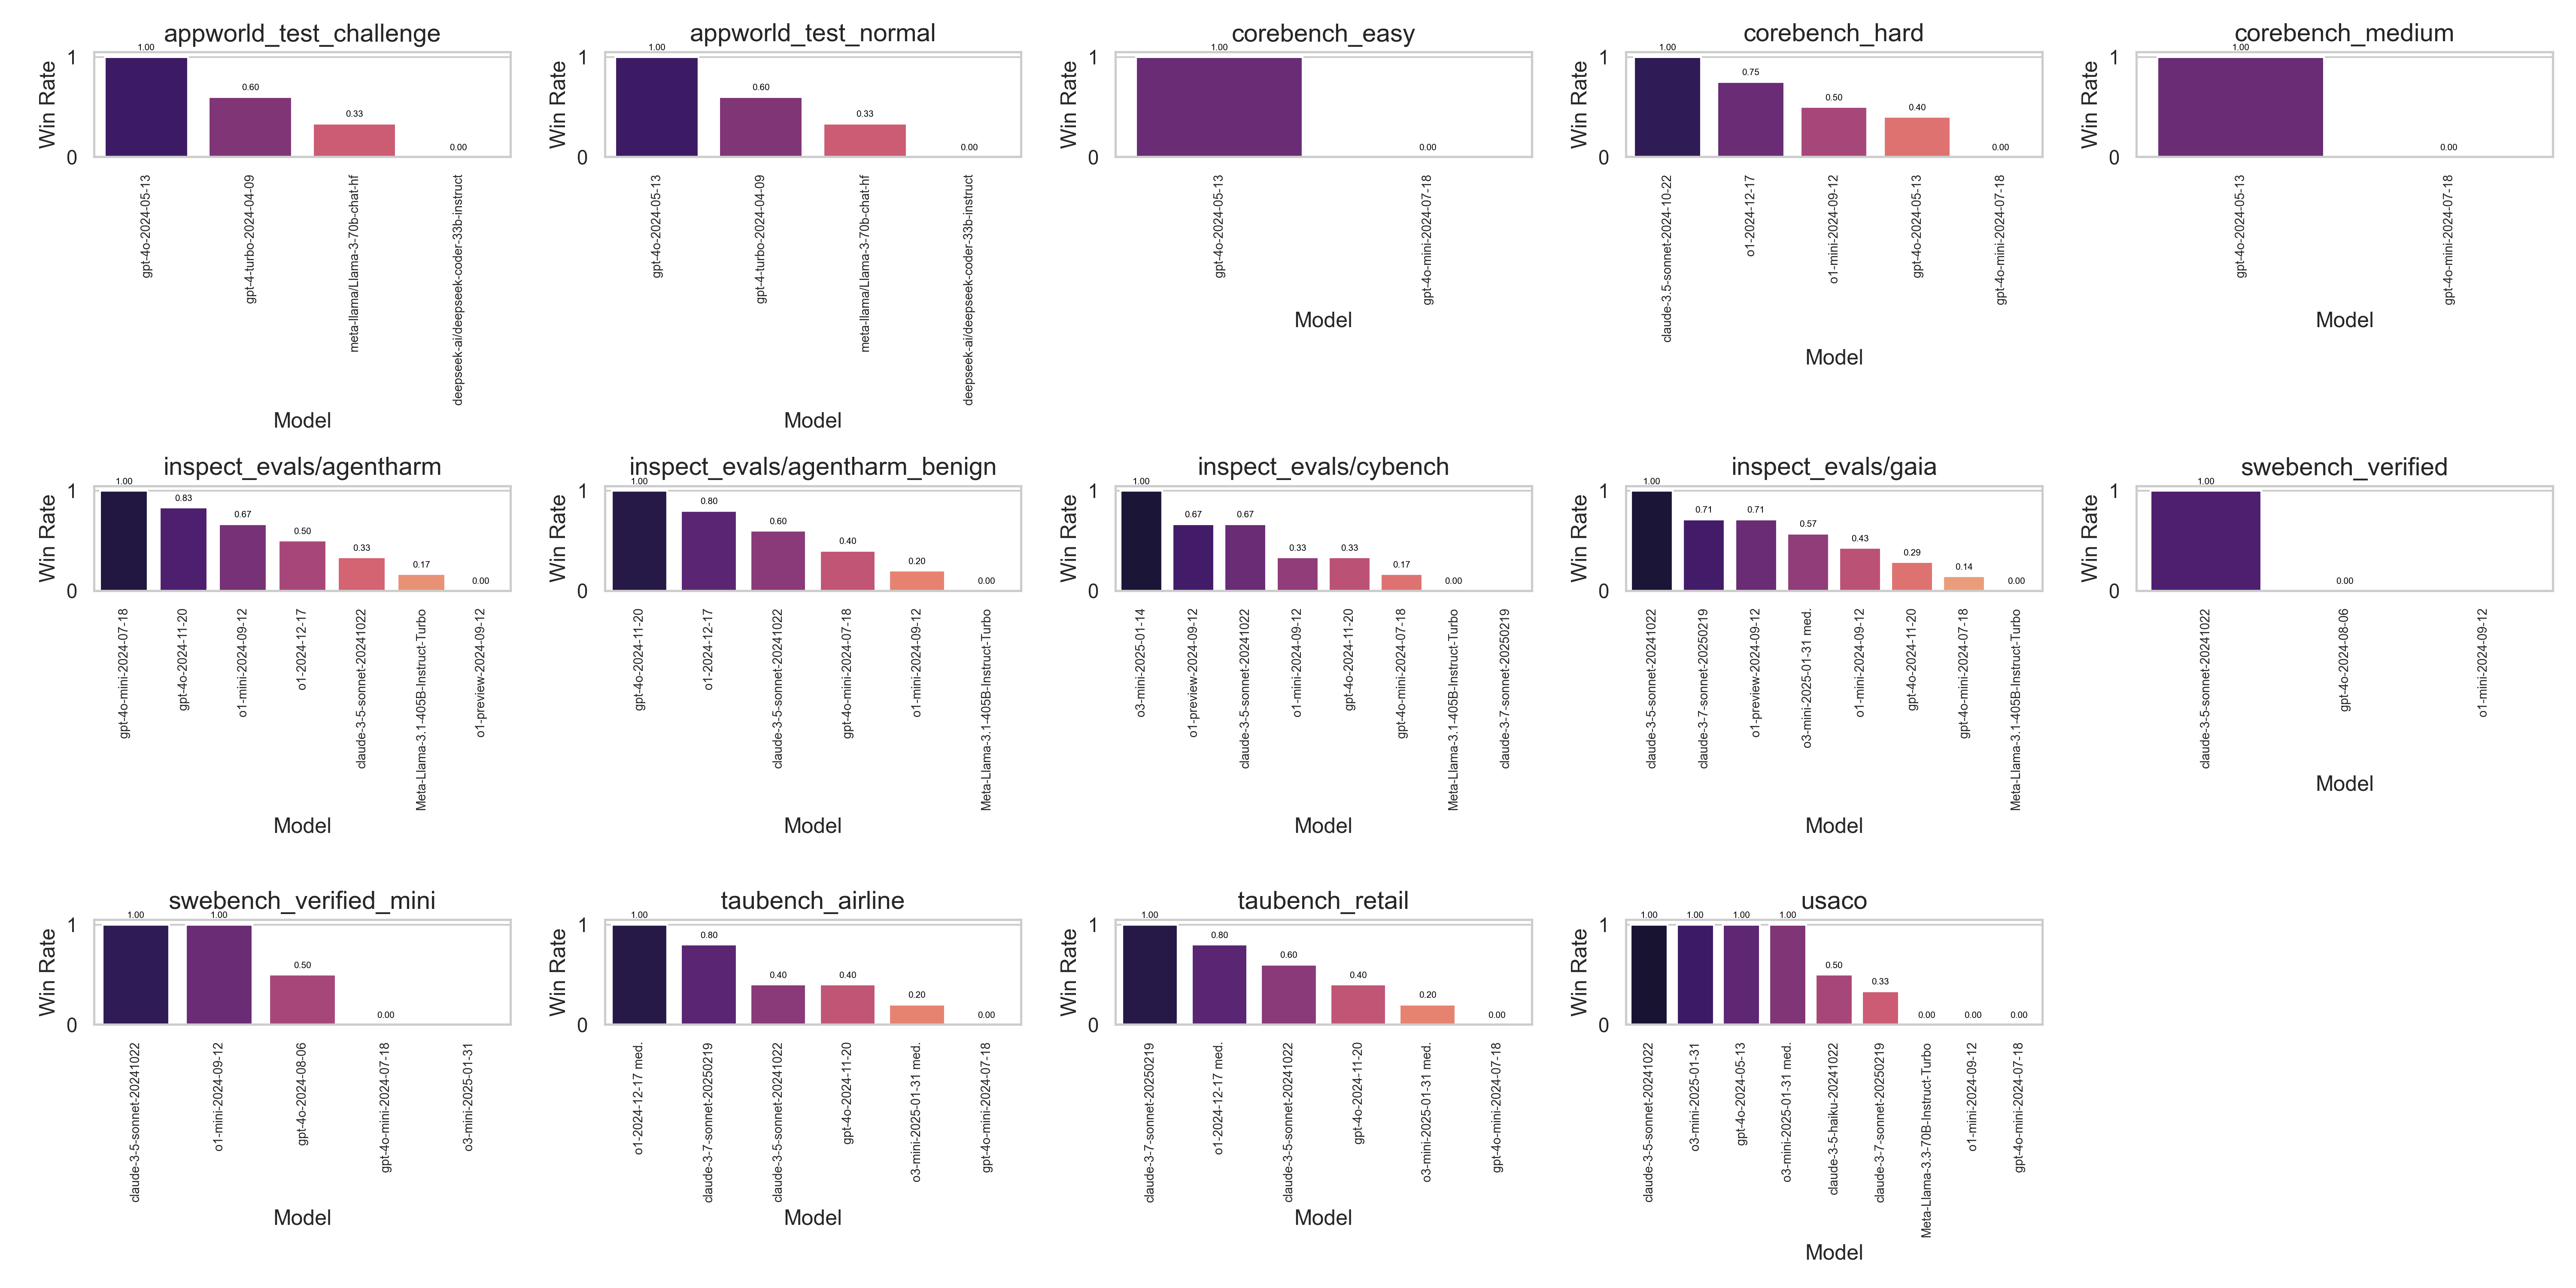 appworld_test_challenge
Win Rate
1
0
1.00
0.60
0.33
0.00
gpt-4o-2024-05-13
gpt-4-turbo-2024-04-09
meta-llama/Llama-3-70b-chat-hf
deepseek-ai/deepseek-coder-33b-instruct
Model
appworld_test_normal
Win Rate
1
0
1.00
0.60
0.33
0.00
gpt-4o-2024-05-13
gpt-4-turbo-2024-04-09
meta-llama/Llama-3-70b-chat-hf
deepseek-ai/deepseek-coder-33b-instruct
Model
corebench_easy
Win Rate
1
0
1.00
0.00
gpt-4o-2024-05-13
gpt-4o-mini-2024-07-18
Model
corebench_hard
Win Rate
1
0
1.00
0.75
0.50
0.40
0.00
claude-3.5-sonnet-2024-10-22
o1-2024-12-17
o1-mini-2024-09-12
gpt-4o-2024-05-13
gpt-4o-mini-2024-07-18
Model
corebench_medium
Win Rate
1
0
1.00
0.00
gpt-4o-2024-05-13
gpt-4o-mini-2024-07-18
Model
inspect_evals/agentharm
Win Rate
1
0
1.00
0.83
0.67
0.50
0.33
0.17
0.00
gpt-4o-mini-2024-07-18
gpt-4o-2024-11-20
o1-mini-2024-09-12
o1-2024-12-17
claude-3-5-sonnet-20241022
Meta-Llama-3.1-405B-Instruct-Turbo
o1-preview-2024-09-12
Model
inspect_evals/agentharm_benign
Win Rate
1
0
1.00
0.80
0.60
0.40
0.20
0.00
gpt-4o-2024-11-20
o1-2024-12-17
claude-3-5-sonnet-20241022
gpt-4o-mini-2024-07-18
o1-mini-2024-09-12
Meta-Llama-3.1-405B-Instruct-Turbo
Model
inspect_evals/cybench
Win Rate
1
0
1.00
0.67
0.67
0.33
0.33
0.17
0.00
o3-mini-2025-01-14
o1-preview-2024-09-12
claude-3-5-sonnet-20241022
o1-mini-2024-09-12
gpt-4o-2024-11-20
gpt-4o-mini-2024-07-18
Meta-Llama-3.1-405B-Instruct-Turbo
claude-3-7-sonnet-20250219
Model
inspect_evals/gaia
Win Rate
1
0
1.00
0.71
0.71
0.57
0.43
0.29
0.14
0.00
claude-3-5-sonnet-20241022
claude-3-7-sonnet-20250219
o1-preview-2024-09-12
o3-mini-2025-01-31 med.
o1-mini-2024-09-12
gpt-4o-2024-11-20
gpt-4o-mini-2024-07-18
Meta-Llama-3.1-405B-Instruct-Turbo
Model
swebench_verified
Win Rate
1
0
1.00
0.00
claude-3-5-sonnet-20241022
gpt-4o-2024-08-06
o1-mini-2024-09-12
Model
swebench_verified_mini
Win Rate
1
0
1.00
1.00
0.50
0.00
claude-3-5-sonnet-20241022
o1-mini-2024-09-12
gpt-4o-2024-08-06
gpt-4o-mini-2024-07-18
o3-mini-2025-01-31
Model
taubench_airline
Win Rate
1
0
1.00
0.80
0.40
0.40
0.20
0.00
o1-2024-12-17 med.
claude-3-7-sonnet-20250219
claude-3-5-sonnet-20241022
gpt-4o-2024-11-20
o3-mini-2025-01-31 med.
gpt-4o-mini-2024-07-18
Model
taubench_retail
Win Rate
1
0
1.00
0.80
0.60
0.40
0.20
0.00
claude-3-7-sonnet-20250219
o1-2024-12-17 med.
claude-3-5-sonnet-20241022
gpt-4o-2024-11-20
o3-mini-2025-01-31 med.
gpt-4o-mini-2024-07-18
Model
usaco
Win Rate
1
0
1.00
1.00
1.00
1.00
0.50
0.33
0.00
0.00
0.00
claude-3-5-sonnet-20241022
o3-mini-2025-01-31
gpt-4o-2024-05-13
o3-mini-2025-01-31 med.
claude-3-5-haiku-20241022
claude-3-7-sonnet-20250219
Meta-Llama-3.3-70B-Instruct-Turbo
o1-mini-2024-09-12
gpt-4o-mini-2024-07-18
Model